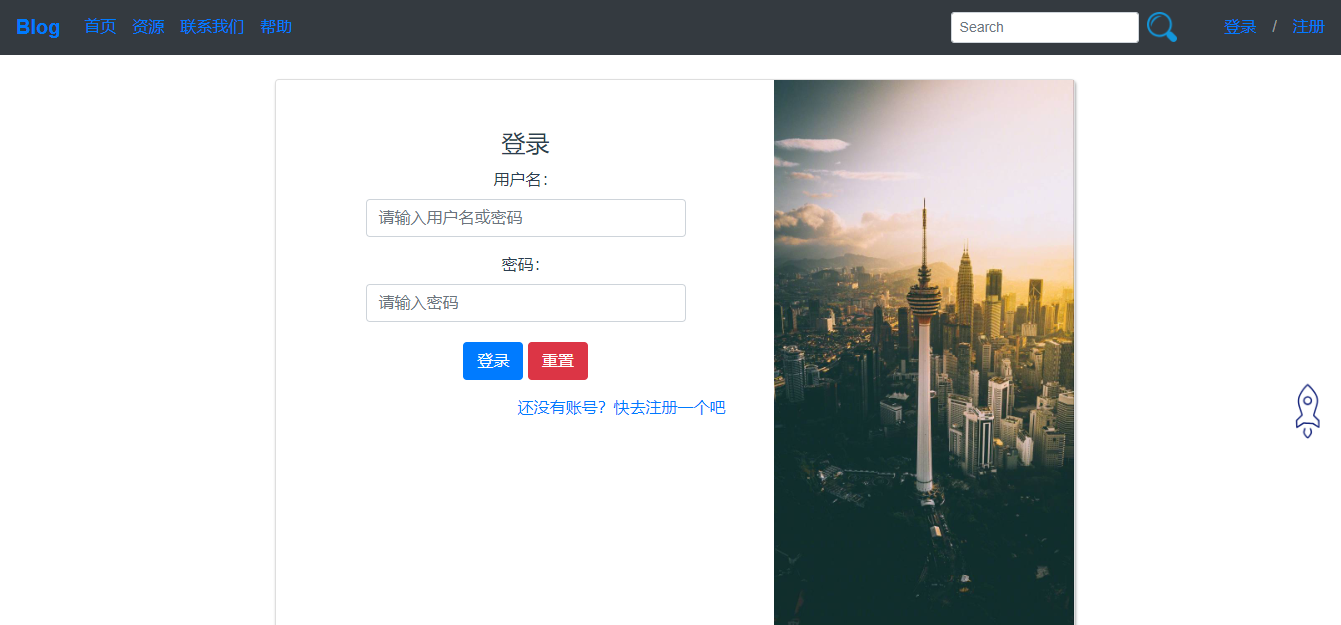 Blog 首页 资源 联系我们 帮助 Search 登录 / 注册
登录
用户名：
请输入用户名或密码
密码：
请输入密码
登录 重置
还没有账号？快去注册一个吧